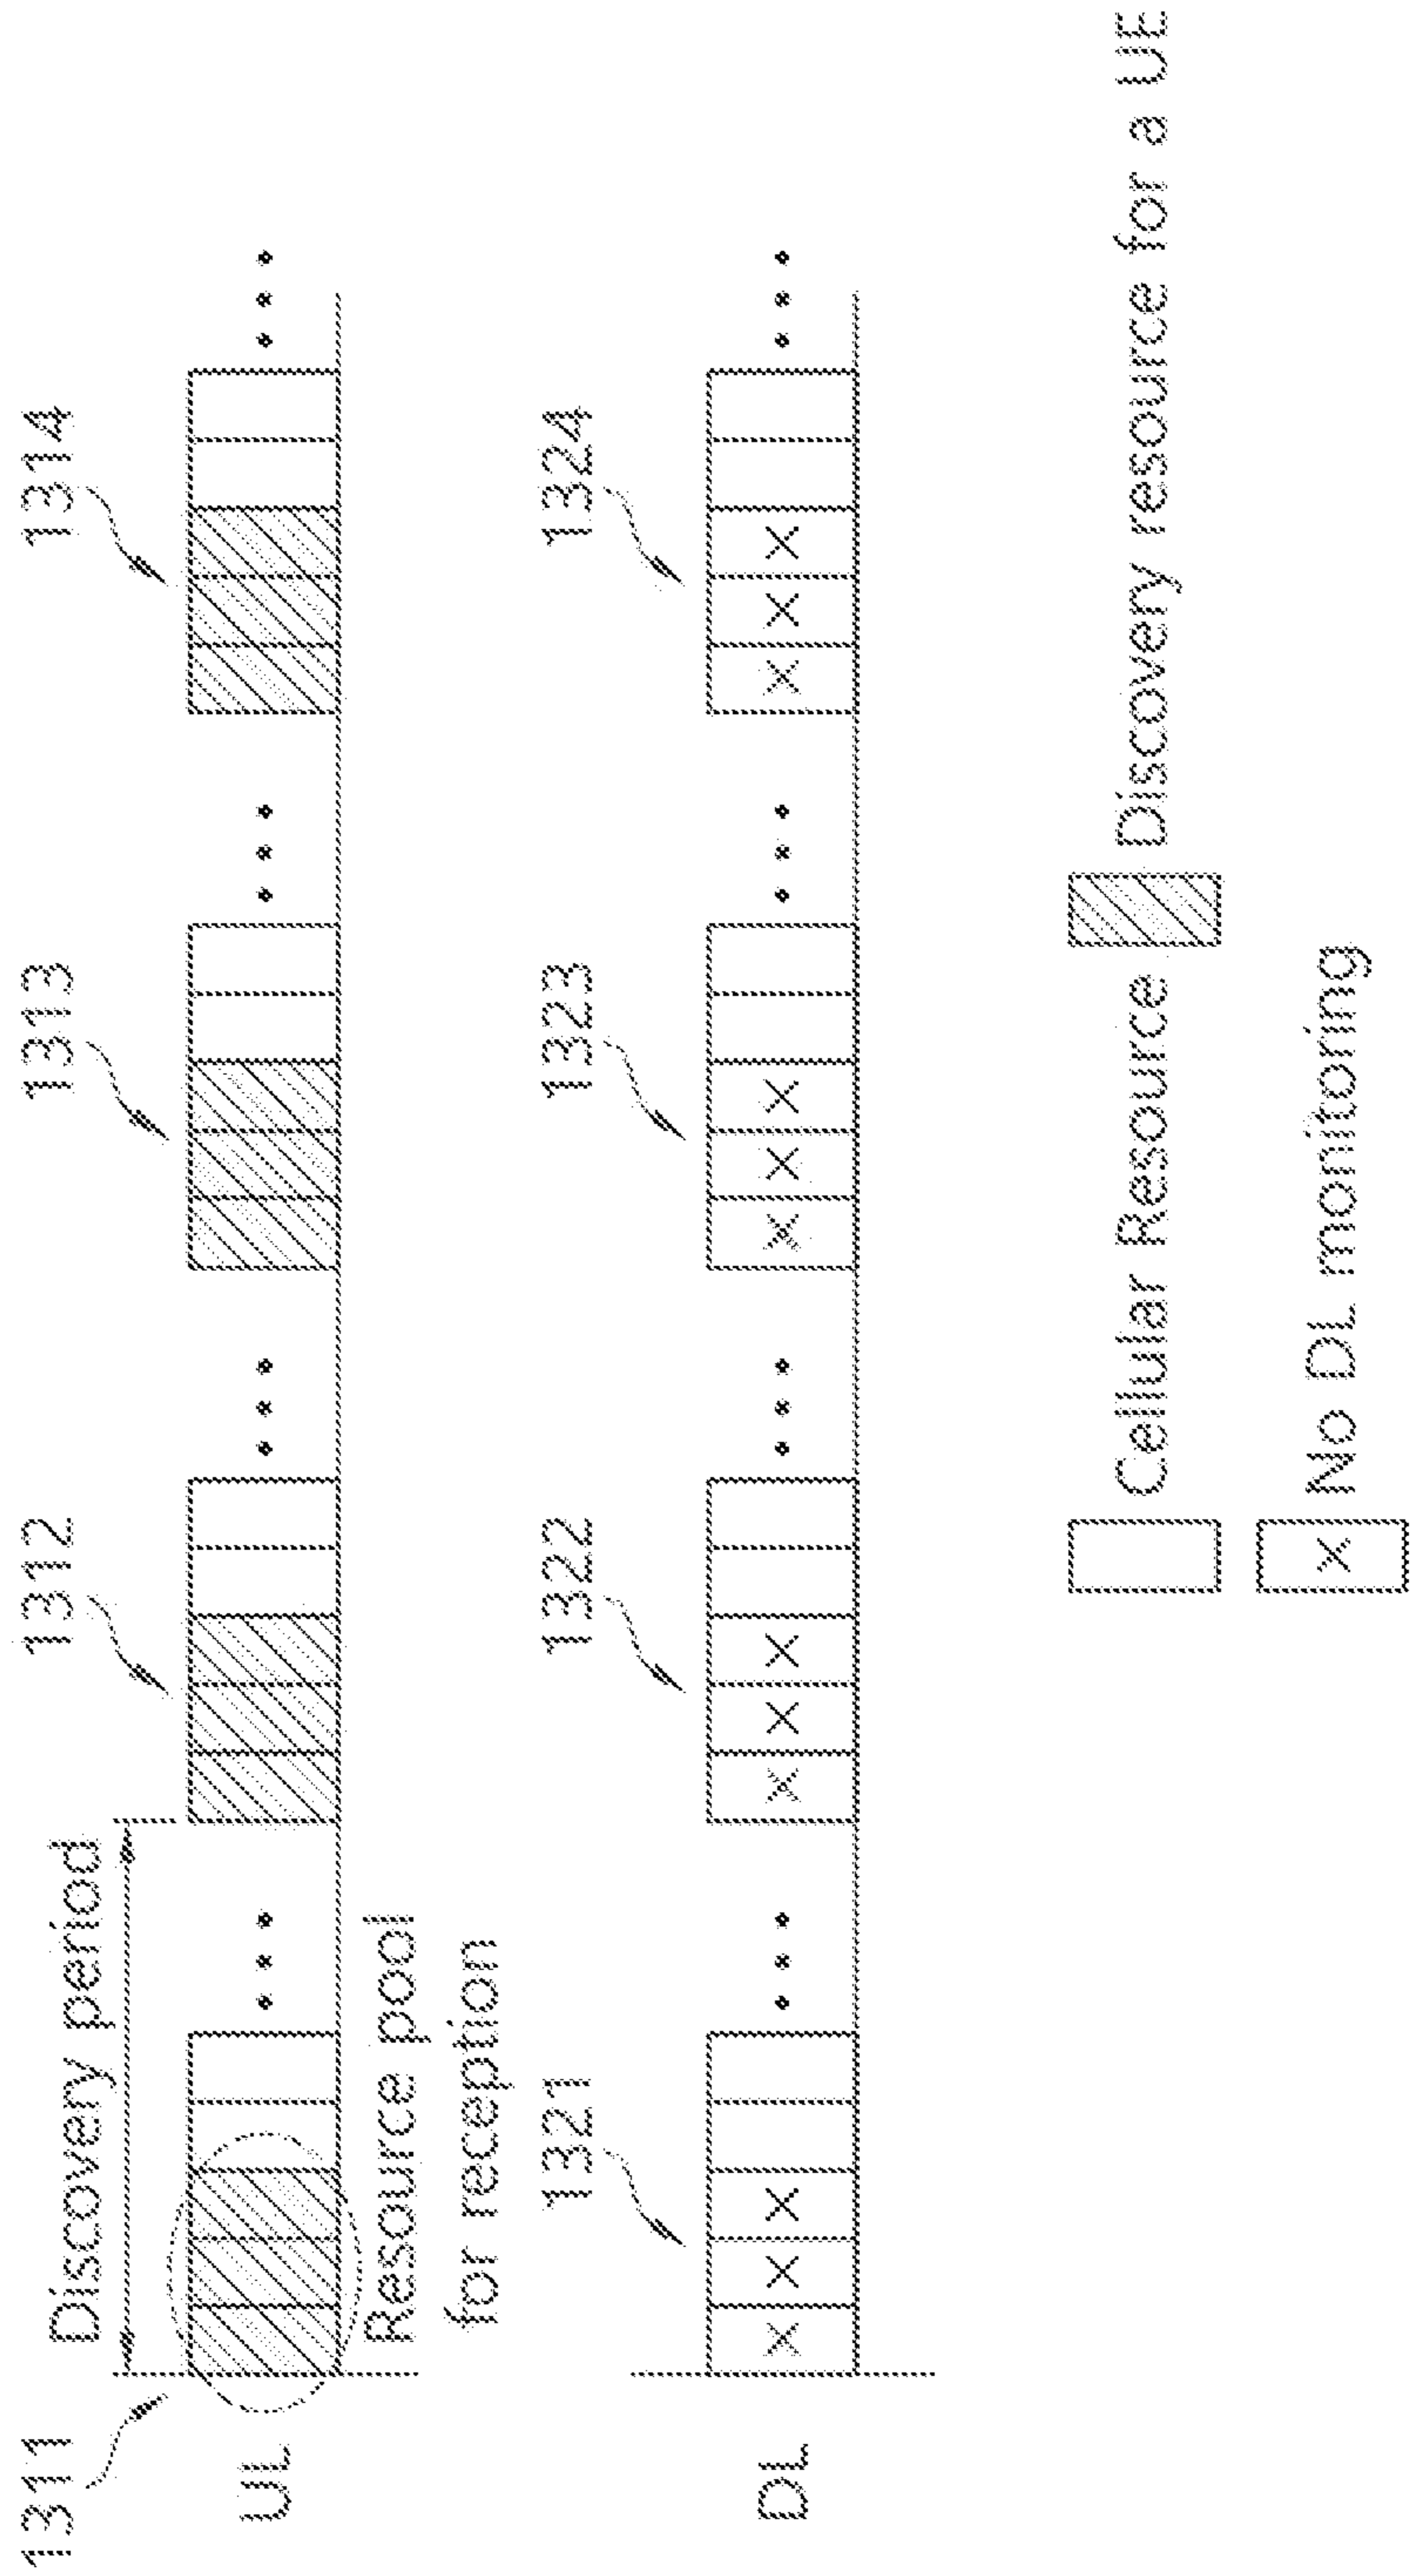 1311
Discovery period
1312
1313
1314
UL
Resource pool
for reception
1321
1322
1323
1324
DL
× × ×
× × ×
× × ×
× × ×
Cellular Resource
Discovery resource for a UE
× No DL monitoring